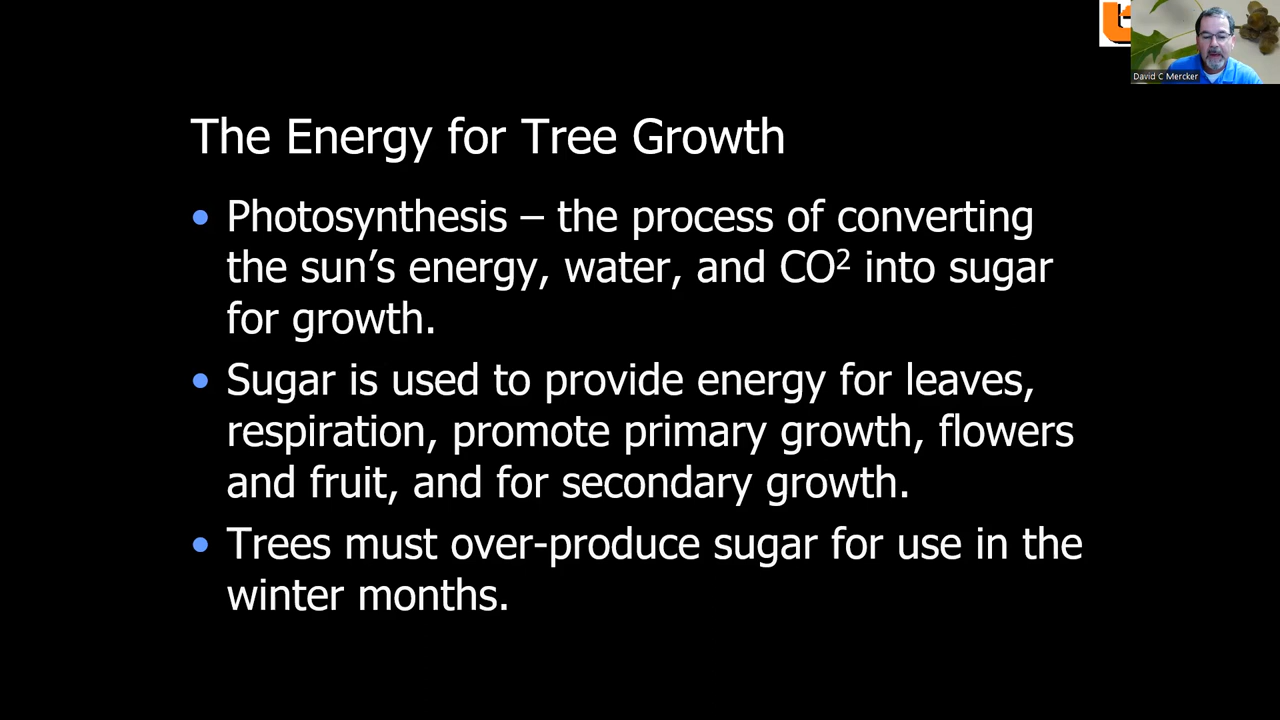 David C Mercker
The Energy for Tree Growth
• Photosynthesis – the process of converting
the sun’s energy, water, and CO² into sugar
for growth.
• Sugar is used to provide energy for leaves,
respiration, promote primary growth, flowers
and fruit, and for secondary growth.
• Trees must over-produce sugar for use in the
winter months.